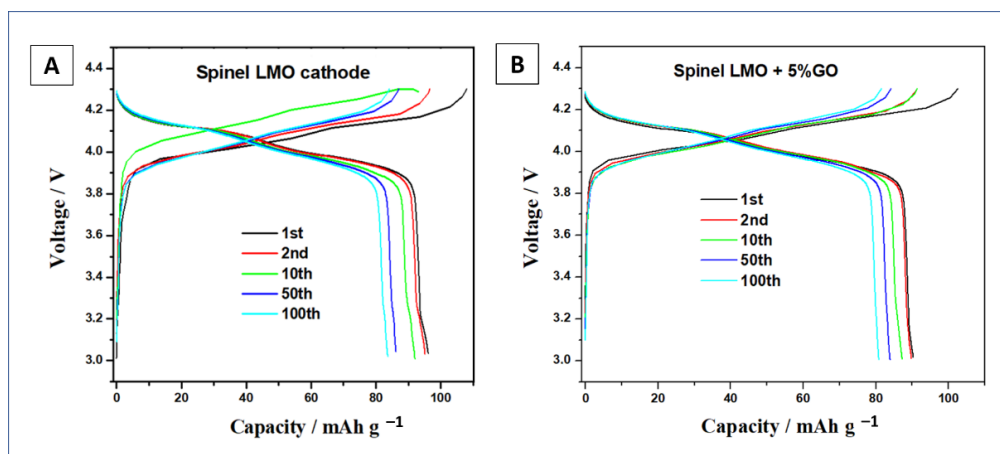 A
Spinel LMO cathode
4.4
4.2
4.0
3.8
3.6
3.4
3.2
3.0
Voltage / V
1st
2nd
10th
50th
100th
0 20 40 60 80 100
Capacity / mAh g –1
B
Spinel LMO + 5%GO
4.4
4.2
4.0
3.8
3.6
3.4
3.2
3.0
Voltage / V
1st
2nd
10th
50th
100th
0 20 40 60 80 100
Capacity / mAh g –1